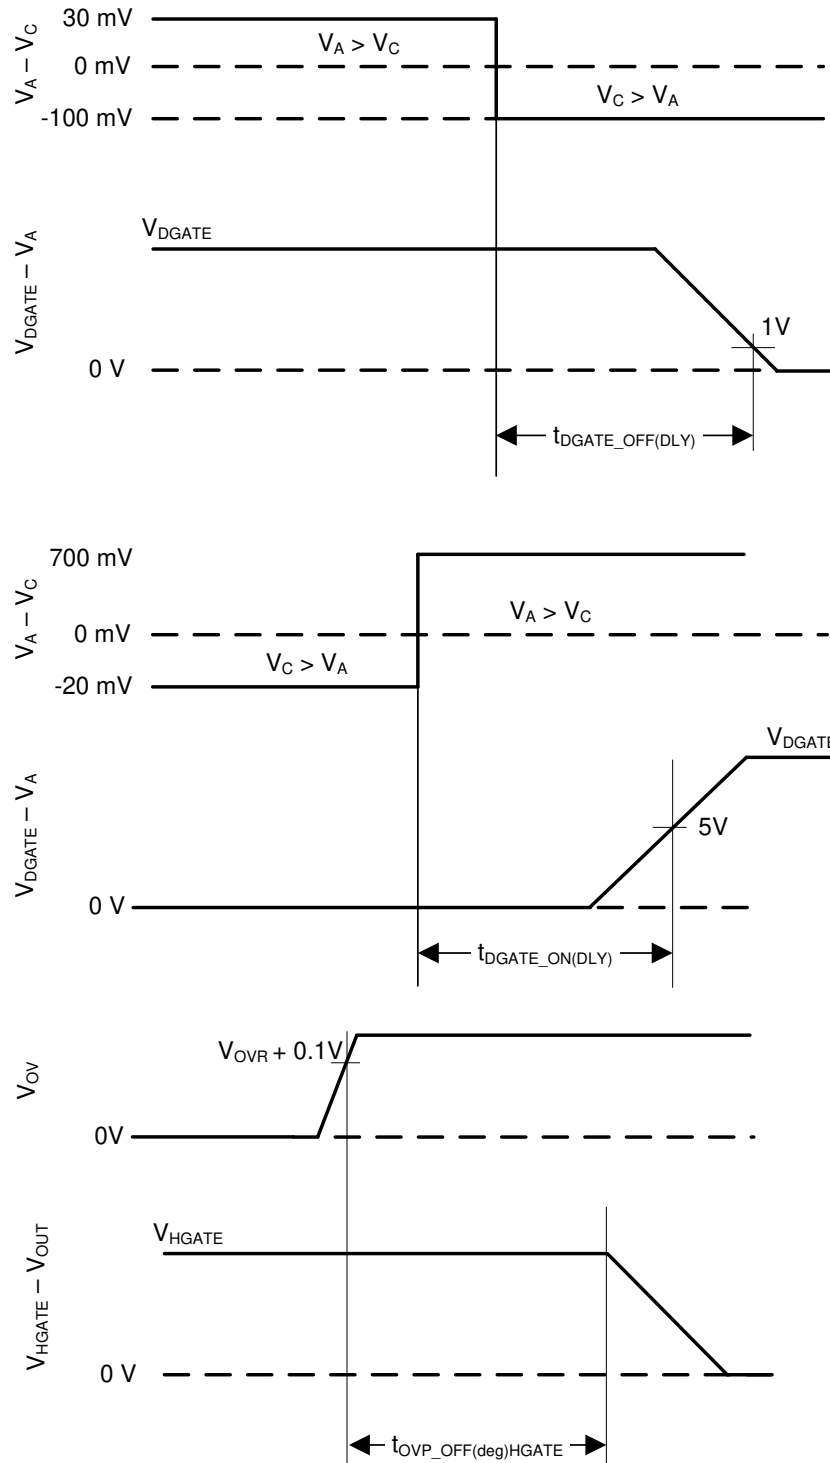 30 mV
V_A > V_C
V_A – V_C
0 mV
V_C > V_A
-100 mV
V_DGATE
V_DGATE – V_A
1V
0 V
t_DGATE_OFF(DLY)
700 mV
V_A – V_C
V_A > V_C
0 mV
V_C > V_A
-20 mV
V_DGATE
V_DGATE – V_A
5V
0 V
t_DGATE_ON(DLY)
V_OVR + 0.1V
V_OV
0V
V_HGATE
V_HGATE – V_OUT
0 V
t_OVP_OFF(deg)HGATE